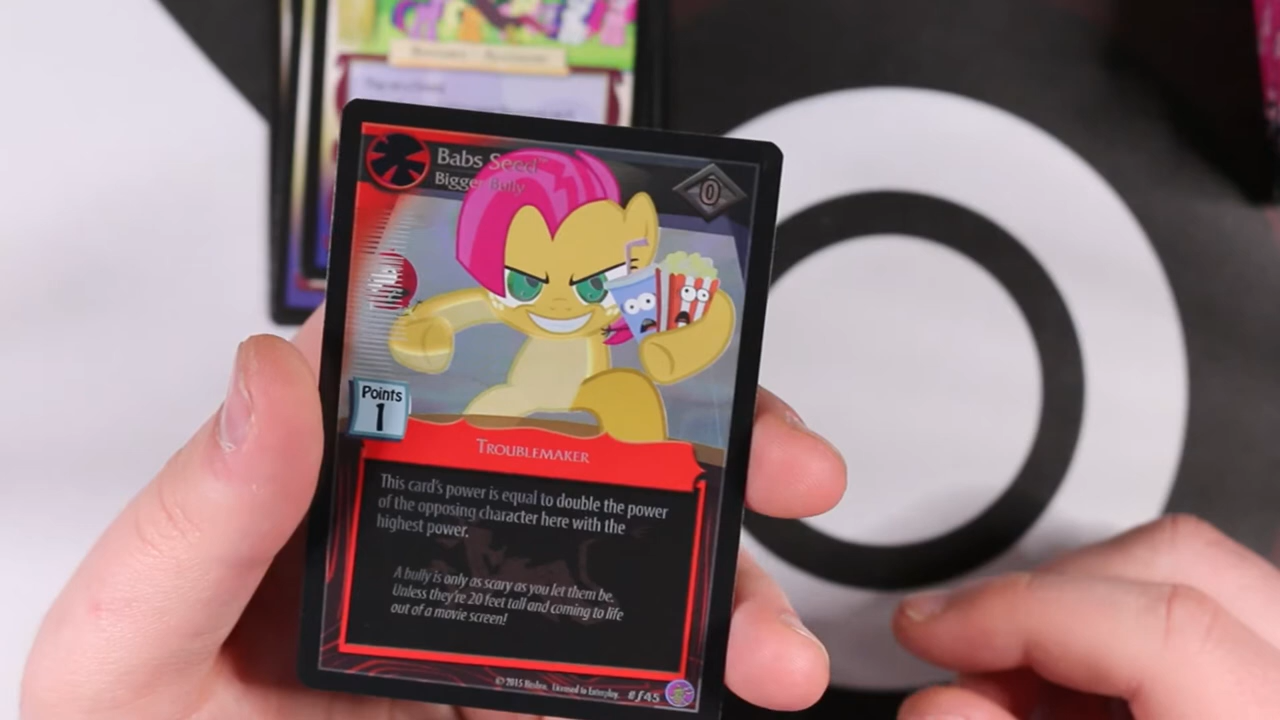 Babs Seed™
Bigger Bully
0
Points
1
TROUBLEMAKER
This card's power is equal to double the power
of the opposing character here with the
highest power.
A bully is only as scary as you let them be.
Unless they're 20 feet tall and coming to life
out of a movie screen!
© 2015 Hasbro. Licensed to Enterplay.